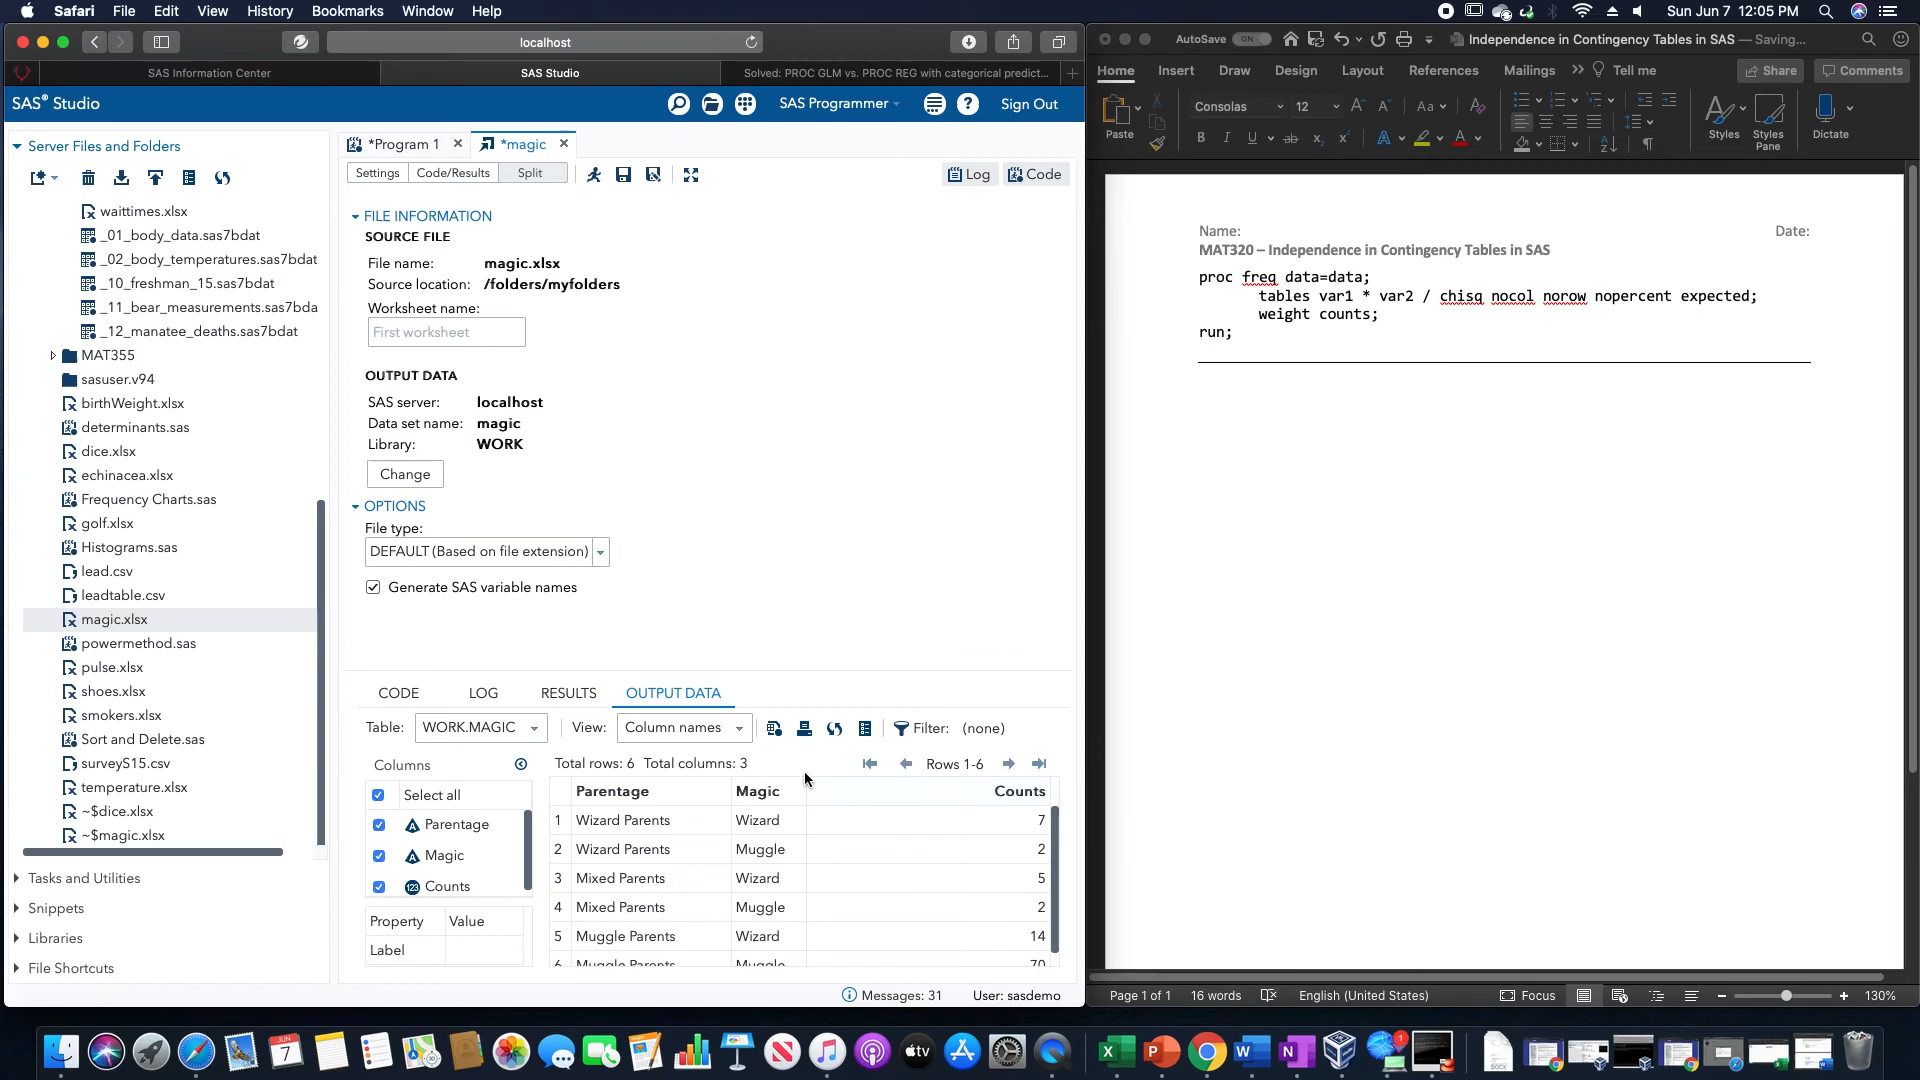 Safari File Edit View History Bookmarks Window Help
Sun Jun 7 12:05 PM
localhost
SAS Information Center
SAS Studio
Solved: PROC GLM vs. PROC REG with categorical predict...
SAS® Studio
SAS Programmer
Sign Out
Server Files and Folders
waittimes.xlsx
_01_body_data.sas7bdat
_02_body_temperatures.sas7bdat
_10_freshman_15.sas7bdat
_11_bear_measurements.sas7bda
_12_manatee_deaths.sas7bdat
MAT355
sasuser.v94
birthWeight.xlsx
determinants.sas
dice.xlsx
echinacea.xlsx
Frequency Charts.sas
golf.xlsx
Histograms.sas
lead.csv
leadtable.csv
magic.xlsx
powermethod.sas
pulse.xlsx
shoes.xlsx
smokers.xlsx
Sort and Delete.sas
surveyS15.csv
temperature.xlsx
~$dice.xlsx
~$magic.xlsx
Tasks and Utilities
Snippets
Libraries
File Shortcuts
*Program 1
*magic
Settings Code/Results Split
Log Code
FILE INFORMATION
SOURCE FILE
File name: magic.xlsx
Source location: /folders/myfolders
Worksheet name:
First worksheet
OUTPUT DATA
SAS server: localhost
Data set name: magic
Library: WORK
Change
OPTIONS
File type:
DEFAULT (Based on file extension)
Generate SAS variable names
CODE LOG RESULTS OUTPUT DATA
Table: WORK.MAGIC View: Column names Filter: (none)
Columns
Total rows: 6 Total columns: 3
Rows 1-6
Select all
Parentage
Magic
Counts
Property Value
Label
Parentage Magic Counts
1 Wizard Parents Wizard 7
2 Wizard Parents Muggle 2
3 Mixed Parents Wizard 5
4 Mixed Parents Muggle 2
5 Muggle Parents Wizard 14
6 Muggle Parents Muggle 70
Messages: 31
User: sasdemo
AutoSave ON
Independence in Contingency Tables in SAS — Saving...
Home Insert Draw Design Layout References Mailings Tell me
Share
Comments
Paste
Consolas
12
Styles
Styles Pane
Dictate
Name:
Date:
MAT320 – Independence in Contingency Tables in SAS
proc freq data=data;
tables var1 * var2 / chisq nocol norow nopercent expected;
weight counts;
run;
Page 1 of 1 16 words English (United States) Focus 130%
JUN
7
tv
1